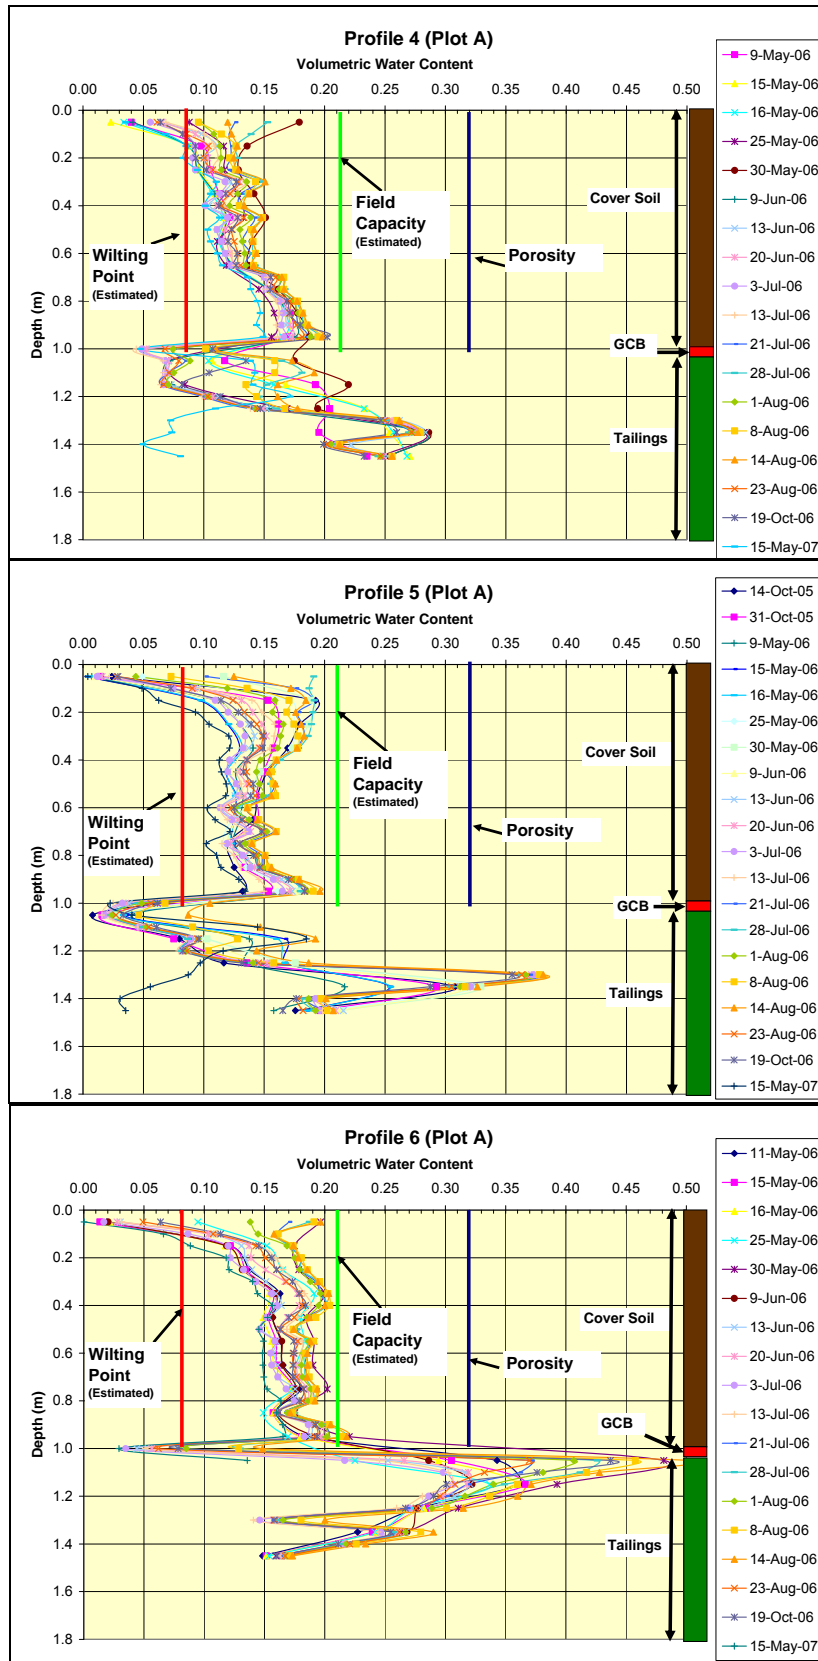 Profile 4 (Plot A)
Volumetric Water Content
0.00 0.05 0.10 0.15 0.20 0.25 0.30 0.35 0.40 0.45 0.50
Depth (m)
0.0
0.2
0.4
0.6
0.8
1.0
1.2
1.4
1.6
1.8
Wilting
Point
(Estimated)
Field
Capacity
(Estimated)
Porosity
Cover Soil
GCB
Tailings
9-May-06
15-May-06
16-May-06
25-May-06
30-May-06
9-Jun-06
13-Jun-06
20-Jun-06
3-Jul-06
13-Jul-06
21-Jul-06
28-Jul-06
1-Aug-06
8-Aug-06
14-Aug-06
23-Aug-06
19-Oct-06
15-May-07
Profile 5 (Plot A)
Volumetric Water Content
0.00 0.05 0.10 0.15 0.20 0.25 0.30 0.35 0.40 0.45 0.50
Depth (m)
0.0
0.2
0.4
0.6
0.8
1.0
1.2
1.4
1.6
1.8
Wilting
Point
(Estimated)
Field
Capacity
(Estimated)
Porosity
Cover Soil
GCB
Tailings
14-Oct-05
31-Oct-05
9-May-06
15-May-06
16-May-06
25-May-06
30-May-06
9-Jun-06
13-Jun-06
20-Jun-06
3-Jul-06
13-Jul-06
21-Jul-06
28-Jul-06
1-Aug-06
8-Aug-06
14-Aug-06
23-Aug-06
19-Oct-06
15-May-07
Profile 6 (Plot A)
Volumetric Water Content
0.00 0.05 0.10 0.15 0.20 0.25 0.30 0.35 0.40 0.45 0.50
Depth (m)
0.0
0.2
0.4
0.6
0.8
1.0
1.2
1.4
1.6
1.8
Wilting
Point
(Estimated)
Field
Capacity
(Estimated)
Porosity
Cover Soil
GCB
Tailings
11-May-06
15-May-06
16-May-06
25-May-06
30-May-06
9-Jun-06
13-Jun-06
20-Jun-06
3-Jul-06
13-Jul-06
21-Jul-06
28-Jul-06
1-Aug-06
8-Aug-06
14-Aug-06
23-Aug-06
19-Oct-06
15-May-07